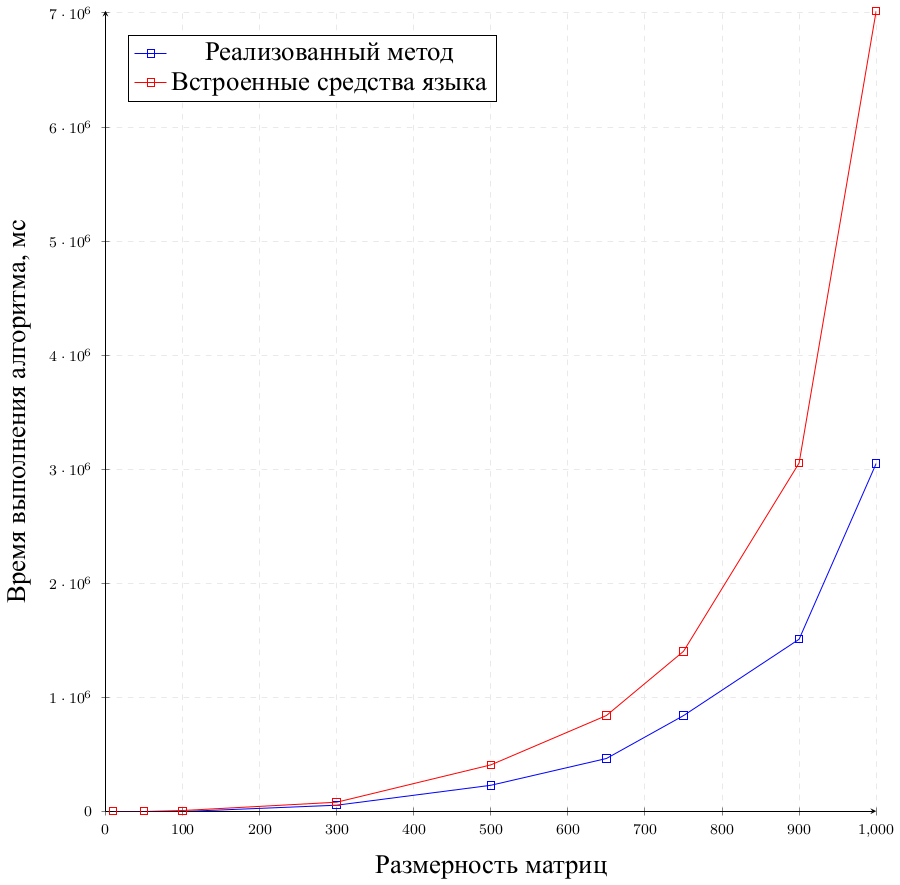 7 · 10⁶
Реализованный метод
Встроенные средства языка
6 · 10⁶
5 · 10⁶
4 · 10⁶
3 · 10⁶
2 · 10⁶
1 · 10⁶
0
Время выполнения алгоритма, мс
0 100 200 300 400 500 600 700 800 900 1,000
Размерность матриц